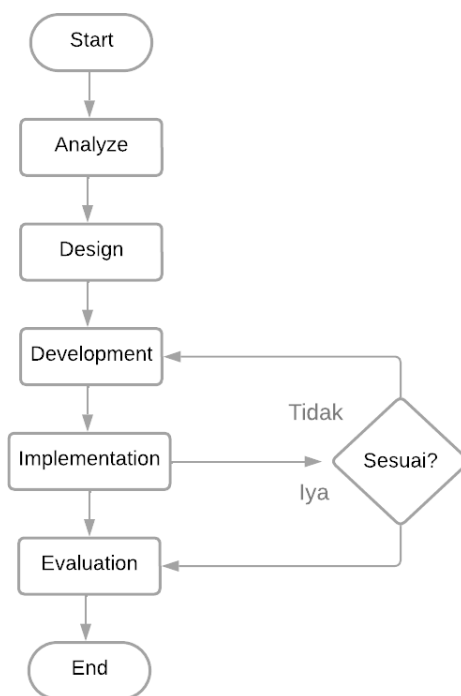 Start
Analyze
Design
Development
Tidak
Implementation
Sesuai?
Iya
Evaluation
End